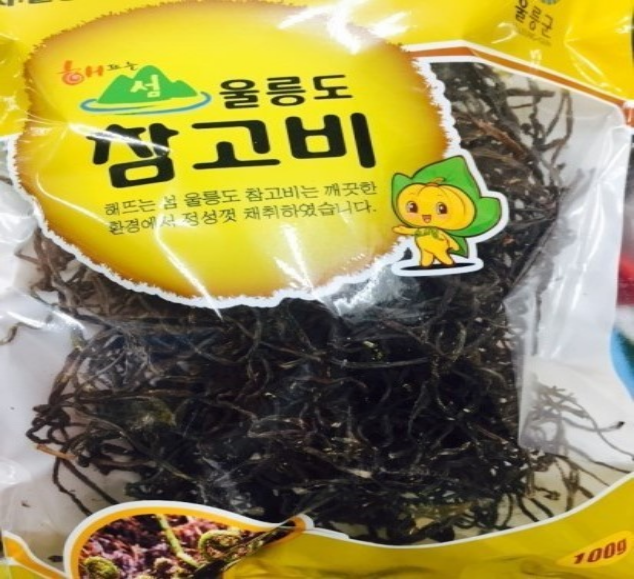 해뜨는
섬
울릉도
참고비
해뜨는 섬 울릉도 참고비는 깨끗한
환경에서 정성껏 채취하였습니다.
울릉군
100g